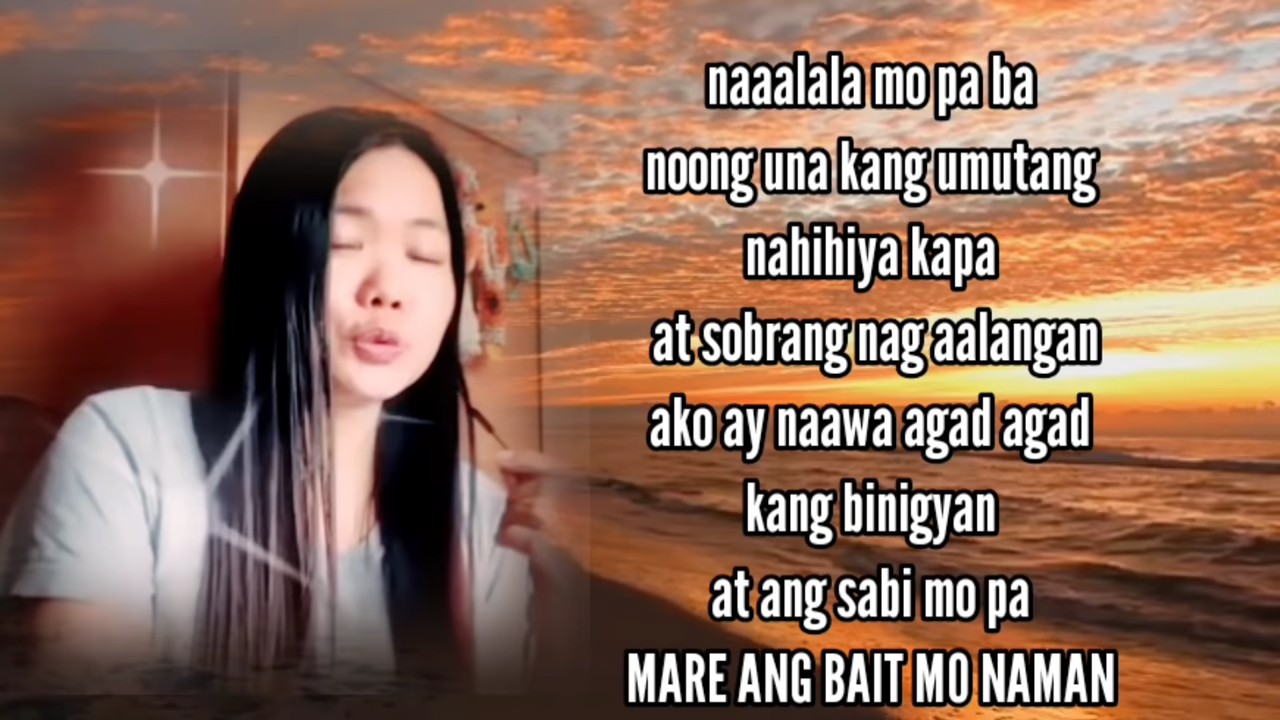 naaalala mo pa ba
noong una kang umutang
nahihiya kapa
at sobrang nag aalangan
ako ay naawa agad agad
kang binigyan
at ang sabi mo pa
MARE ANG BAIT MO NAMAN